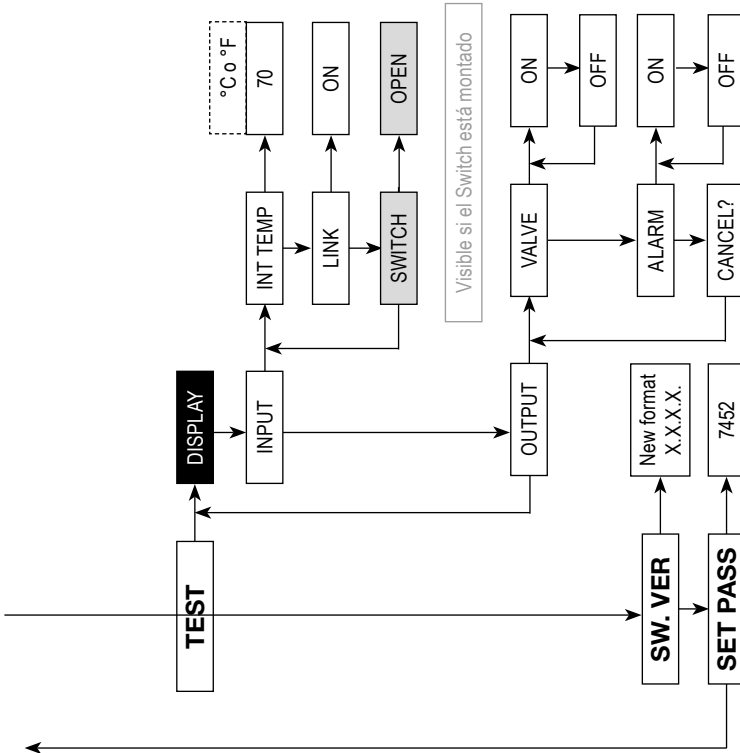 TEST
DISPLAY
INPUT
INT TEMP
°C o °F
70
LINK
ON
SWITCH
OPEN
Visible si el Switch está montado
OUTPUT
VALVE
ON
OFF
ALARM
ON
OFF
CANCEL?
SW. VER
New format
X.X.X.X.
SET PASS
7452